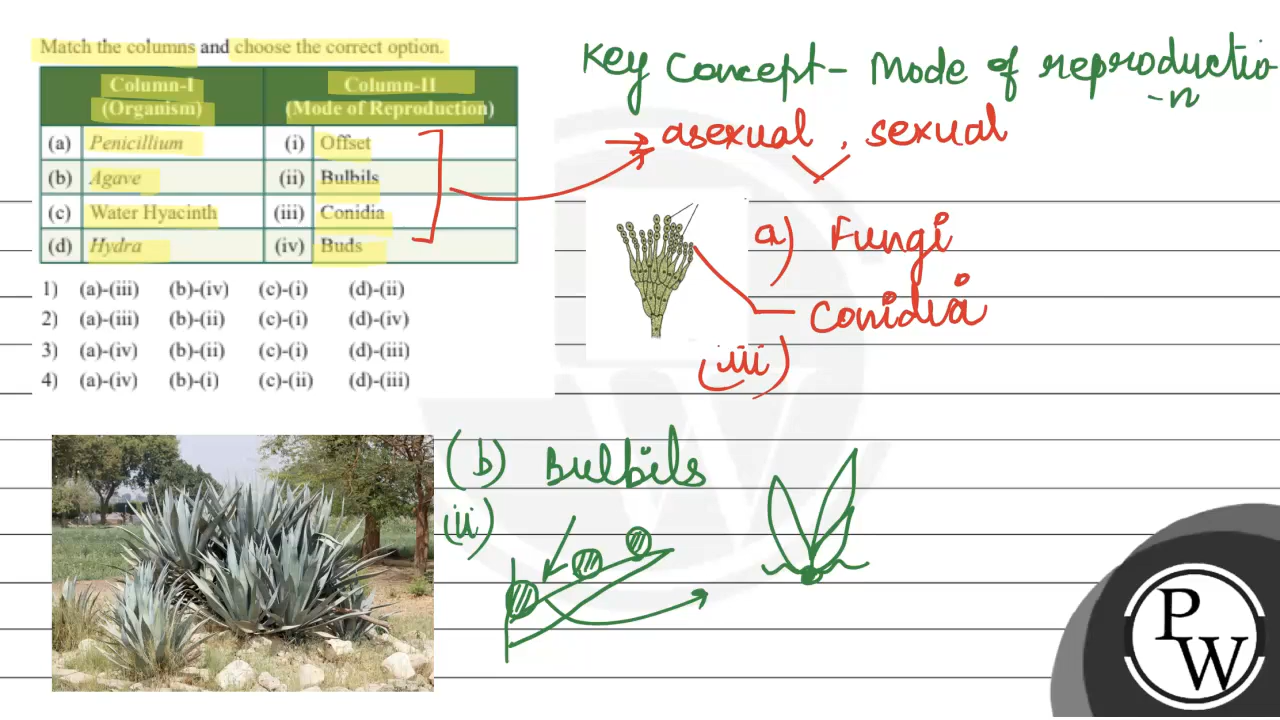 Match the columns and choose the correct option.
Column-I (Organism) Column-II (Mode of Reproduction)
(a) Penicillium (i) Offset
(b) Agave (ii) Bulbils
(c) Water Hyacinth (iii) Conidia
(d) Hydra (iv) Buds
1) (a)-(iii) (b)-(iv) (c)-(i) (d)-(ii)
2) (a)-(iii) (b)-(ii) (c)-(i) (d)-(iv)
3) (a)-(iv) (b)-(ii) (c)-(i) (d)-(iii)
4) (a)-(iv) (b)-(i) (c)-(ii) (d)-(iii)
Key Concept - Mode of reproductio
-n
→ asexual, sexual
a) Fungi
Conidia
(iii)
(b) Bulbils
(ii)
PW